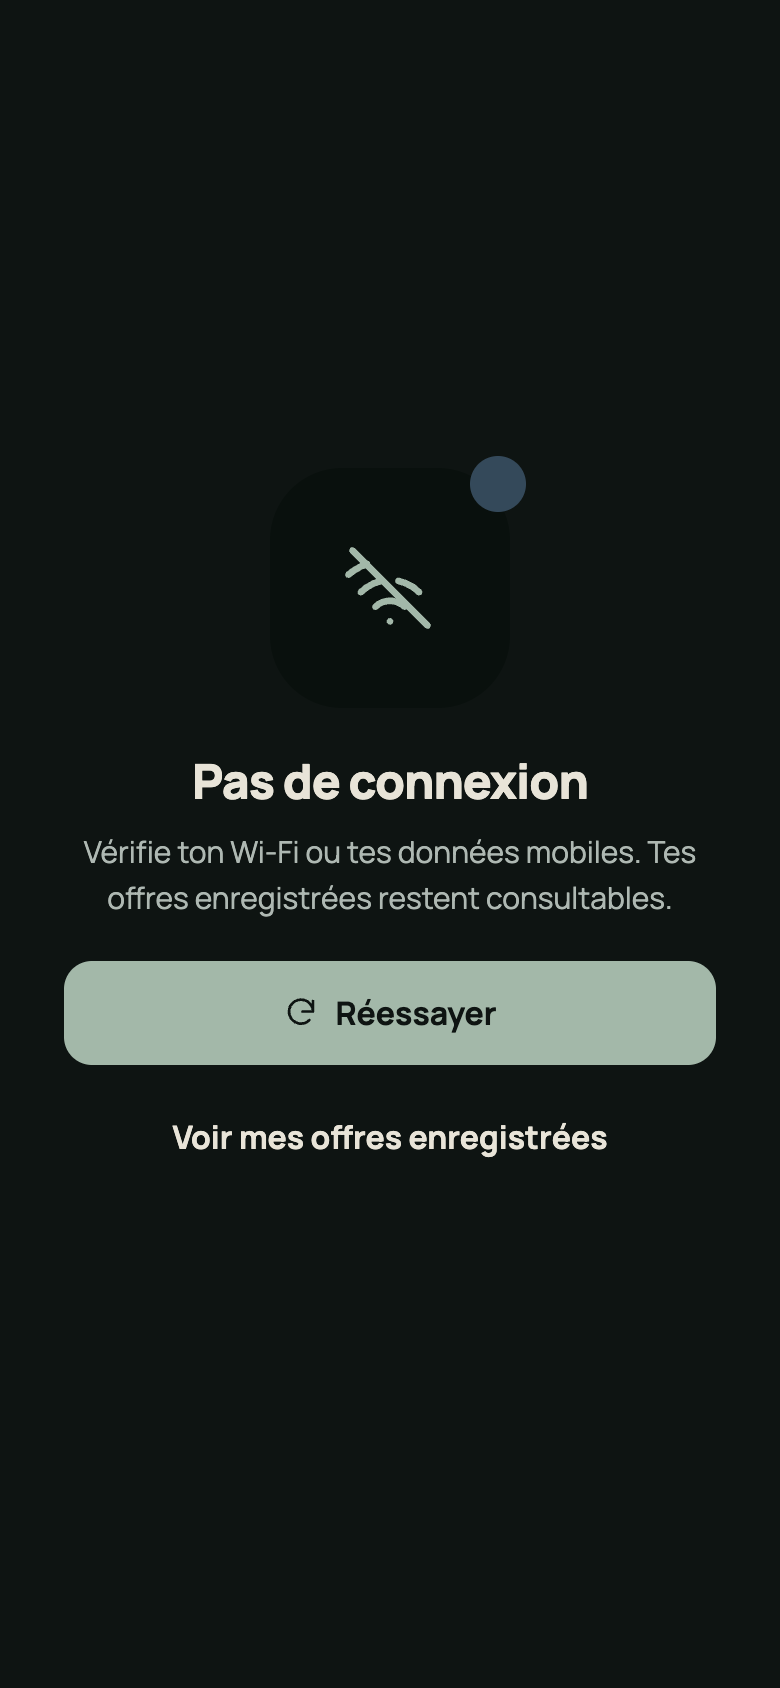 Pas de connexion
Vérifie ton Wi-Fi ou tes données mobiles. Tes
offres enregistrées restent consultables.
Réessayer
Voir mes offres enregistrées